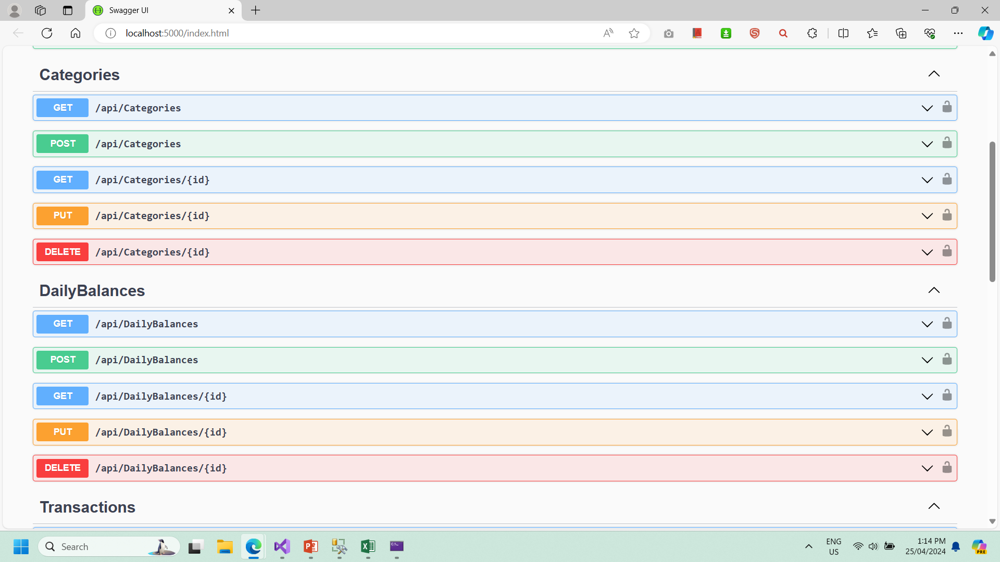 Swagger UI
localhost:5000/index.html
Categories
GET /api/Categories
POST /api/Categories
GET /api/Categories/{id}
PUT /api/Categories/{id}
DELETE /api/Categories/{id}
DailyBalances
GET /api/DailyBalances
POST /api/DailyBalances
GET /api/DailyBalances/{id}
PUT /api/DailyBalances/{id}
DELETE /api/DailyBalances/{id}
Transactions
Search
ENG
US
1:14 PM
25/04/2024
PRE